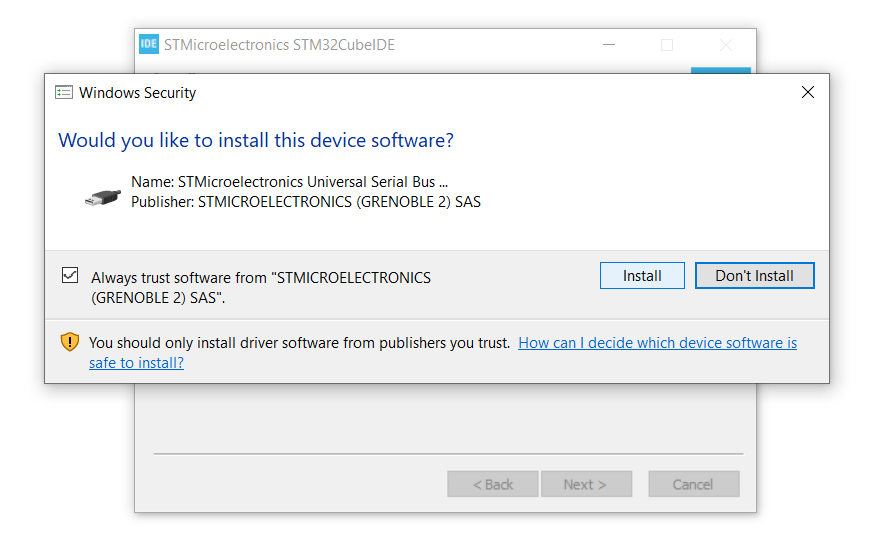 IDE STMicroelectronics STM32CubeIDE
Windows Security
Would you like to install this device software?
Name: STMicroelectronics Universal Serial Bus ...
Publisher: STMICROELECTRONICS (GRENOBLE 2) SAS
Always trust software from "STMICROELECTRONICS
(GRENOBLE 2) SAS".
Install
Don't Install
You should only install driver software from publishers you trust. How can I decide which device software is
safe to install?
< Back
Next >
Cancel